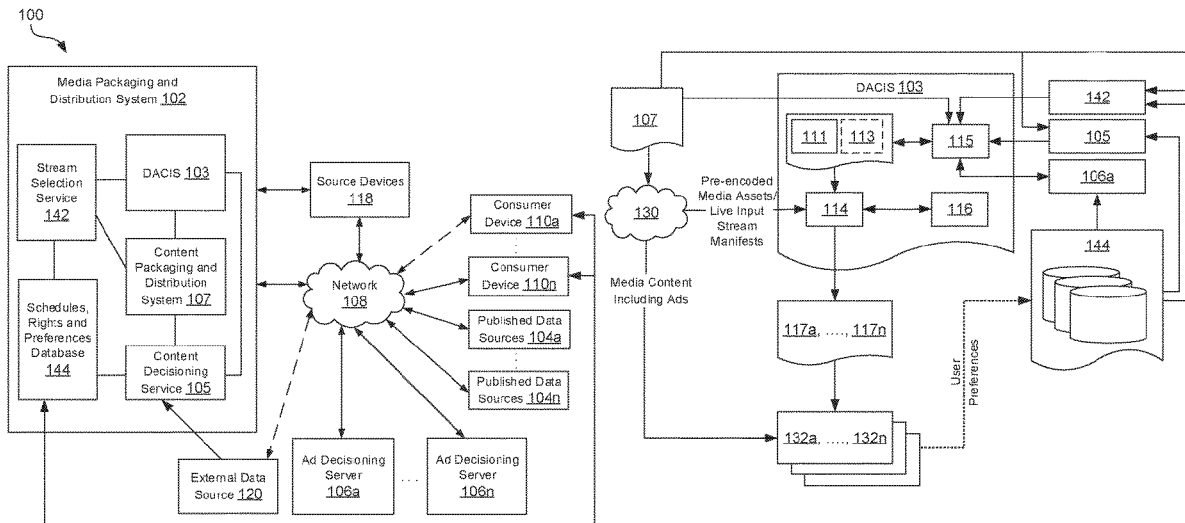 100
Media Packaging and
Distribution System 102
Stream
Selection
Service
142
DACIS
103
Content
Packaging and
Distribution
System
107
Schedules,
Rights and
Preferences
Database
144
Content
Decisioning
Service 105
Source Devices
118
Network
108
Consumer
Device 110a
Consumer
Device 110n
Published Data
Sources 104a
Published Data
Sources 104n
External Data
Source 120
Ad Decisioning
Server
106a
...
Ad Decisioning
Server
106n
107
130
Pre-encoded
Media Assets/
Live Input
Stream
Manifests
Media Content
Including Ads
DACIS 103
111
113
115
114
116
142
105
106a
144
117a, ...., 117n
132a, ...., 132n
User
Preferences